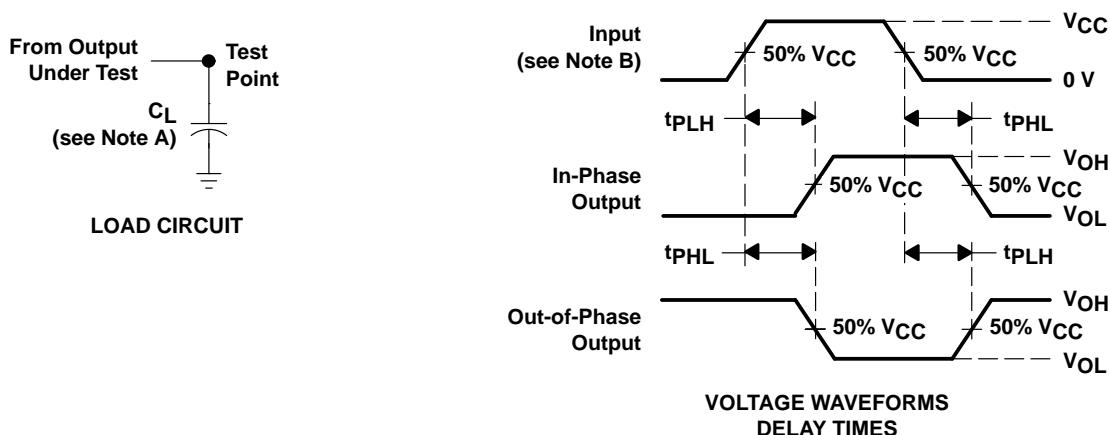 From Output
Under Test
Test
Point
CL
(see Note A)
LOAD CIRCUIT
Input
(see Note B)
50% VCC
50% VCC
VCC
0 V
tPLH
tPHL
In-Phase
Output
50% VCC
50% VCC
VOH
VOL
tPHL
tPLH
Out-of-Phase
Output
50% VCC
50% VCC
VOH
VOL
VOLTAGE WAVEFORMS
DELAY TIMES